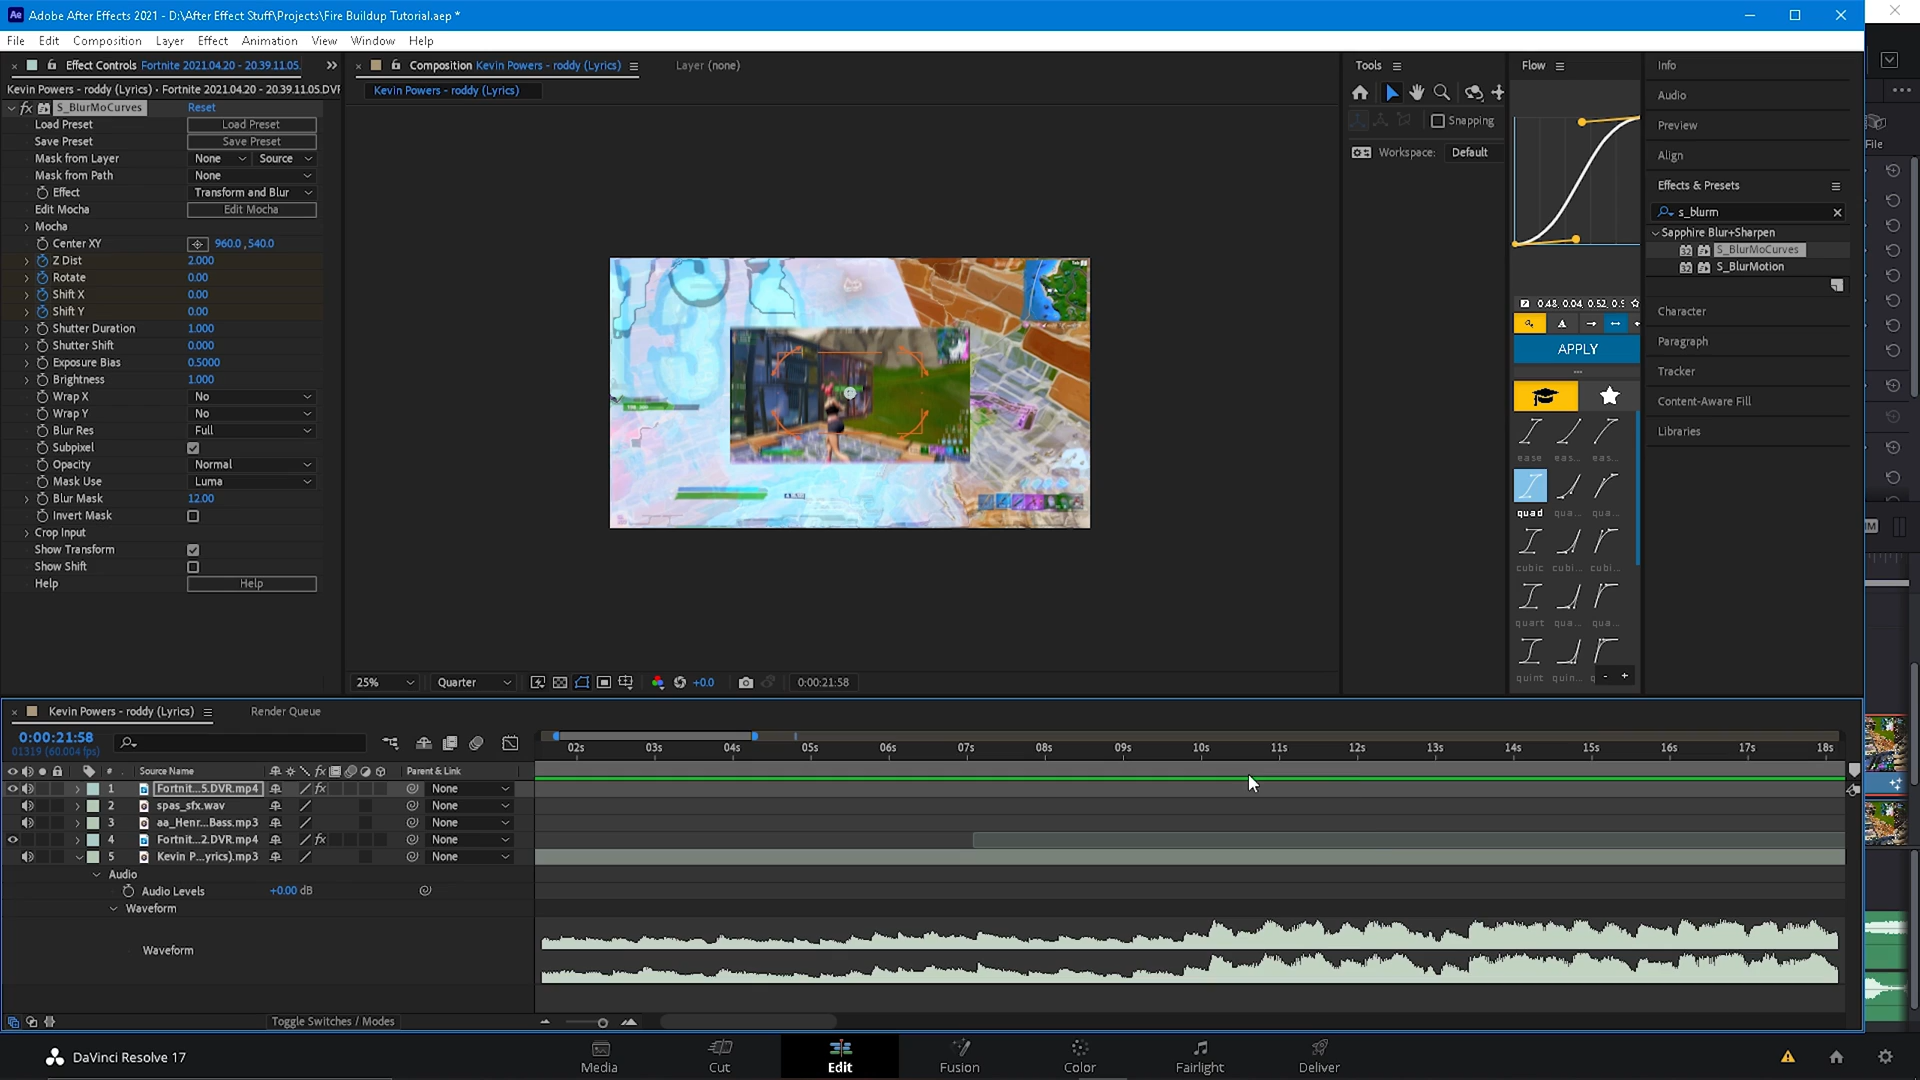 Adobe After Effects 2021 - D:\After Effect Stuff\Projects\Fire Buildup Tutorial.aep *
File Edit Composition Layer Effect Animation View Window Help
Effect Controls Fortnite 2021.04.20 - 20.39.11.05.
Composition Kevin Powers - roddy (Lyrics)
Layer (none)
Tools
Flow
Info
Kevin Powers - roddy (Lyrics) • Fortnite 2021.04.20 - 20.39.11.05.DVR
Kevin Powers - roddy (Lyrics)
fx S_BlurMoCurves Reset
Load Preset Load Preset
Save Preset Save Preset
Mask from Layer None Source
Mask from Path None
Effect Transform and Blur
Edit Mocha Edit Mocha
Mocha
Center XY 960.0 , 540.0
Z Dist 2.000
Rotate 0.00
Shift X 0.00
Shift Y 0.00
Shutter Duration 1.000
Shutter Shift 0.000
Exposure Bias 0.5000
Brightness 1.000
Wrap X No
Wrap Y No
Blur Res Full
Subpixel
Opacity Normal
Mask Use Luma
Blur Mask 12.00
Invert Mask
Crop Input
Show Transform
Show Shift
Help Help
Snapping
Workspace: Default
APPLY
ease eas... eas...
quad qua... qua...
cubic cubi... cubi...
quart qua... qua...
quint quin...
Audio
Preview
Align
Effects & Presets
s_blurm
Sapphire Blur+Sharpen
32 S_BlurMoCurves
32 S_BlurMotion
Character
Paragraph
Tracker
Content-Aware Fill
Libraries
File
25% Quarter +0.0 0:00:21:58
Kevin Powers - roddy (Lyrics) Render Queue
0:00:21:58
01319 (60.004 fps)
02s 03s 04s 05s 06s 07s 08s 09s 10s 11s 12s 13s 14s 15s 16s 17s 18s
# Source Name Parent & Link
1 Fortnit...5.DVR.mp4 None
2 spas_sfx.wav None
3 aa_Henr...Bass.mp3 None
4 Fortnit...2.DVR.mp4 None
5 Kevin P...yrics).mp3 None
Audio
Audio Levels +0.00 dB
Waveform
Waveform
Toggle Switches / Modes
DaVinci Resolve 17
Media Cut Edit Fusion Color Fairlight Deliver